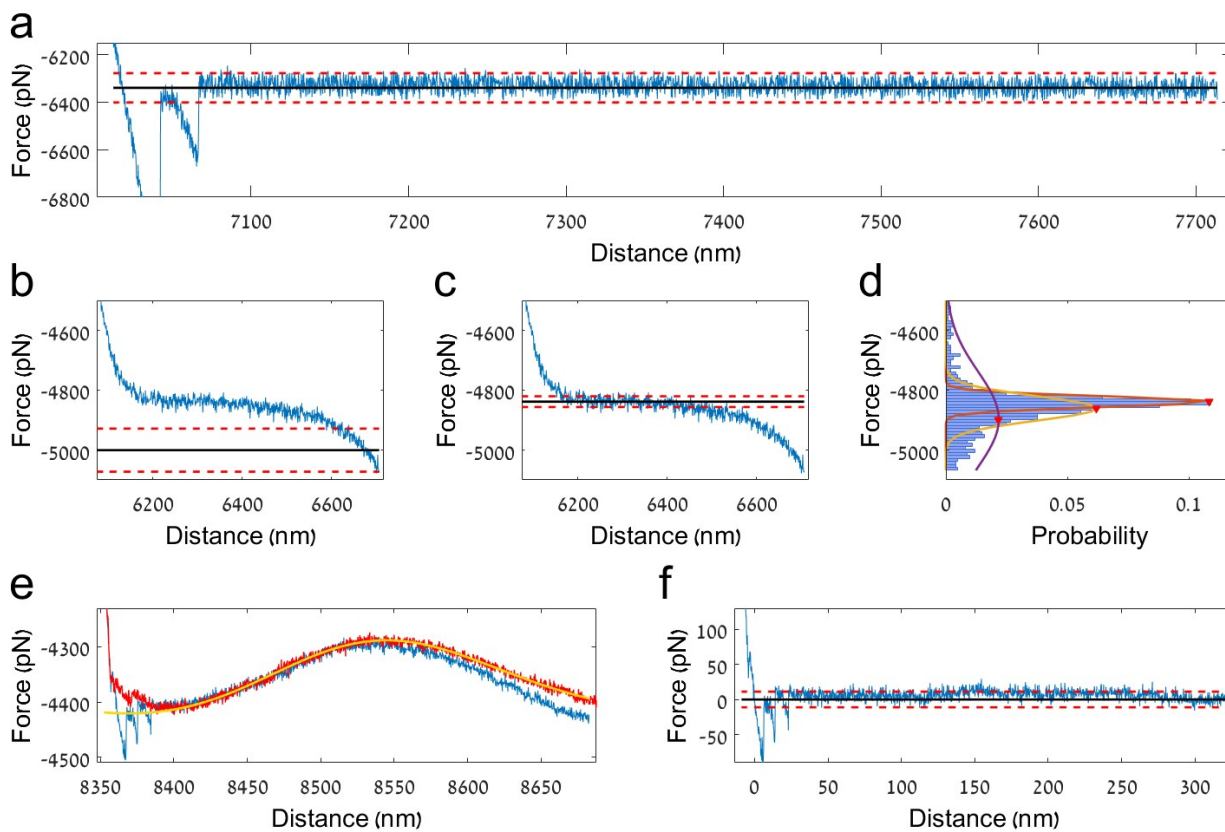 a
Force (pN)
-6200
-6400
-6600
-6800
7100 7200 7300 7400 7500 7600 7700
Distance (nm)
b
Force (pN)
-4600
-4800
-5000
6200 6400 6600
Distance (nm)
c
Force (pN)
-4600
-4800
-5000
6200 6400 6600
Distance (nm)
d
Force (pN)
-4600
-4800
-5000
0 0.05 0.1
Probability
e
Force (pN)
-4300
-4400
-4500
8350 8400 8450 8500 8550 8600 8650
Distance (nm)
f
Force (pN)
100
50
0
-50
0 50 100 150 200 250 300
Distance (nm)